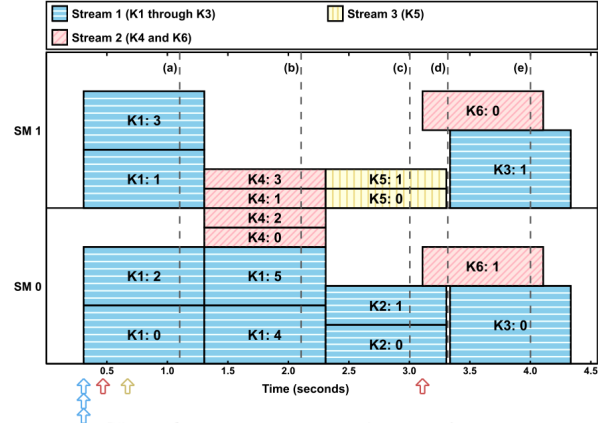 Stream 1 (K1 through K3)
Stream 3 (K5)
Stream 2 (K4 and K6)
(a)
(b)
(c)
(d)
(e)
SM 1
K1: 3
K6: 0
K1: 1
K3: 1
K4: 3
K5: 1
K4: 1
K5: 0
K4: 2
K4: 0
SM 0
K1: 2
K1: 5
K6: 1
K2: 1
K1: 0
K1: 4
K3: 0
K2: 0
0.5 1.0 1.5 2.0 2.5 3.0 3.5 4.0 4.5
Time (seconds)